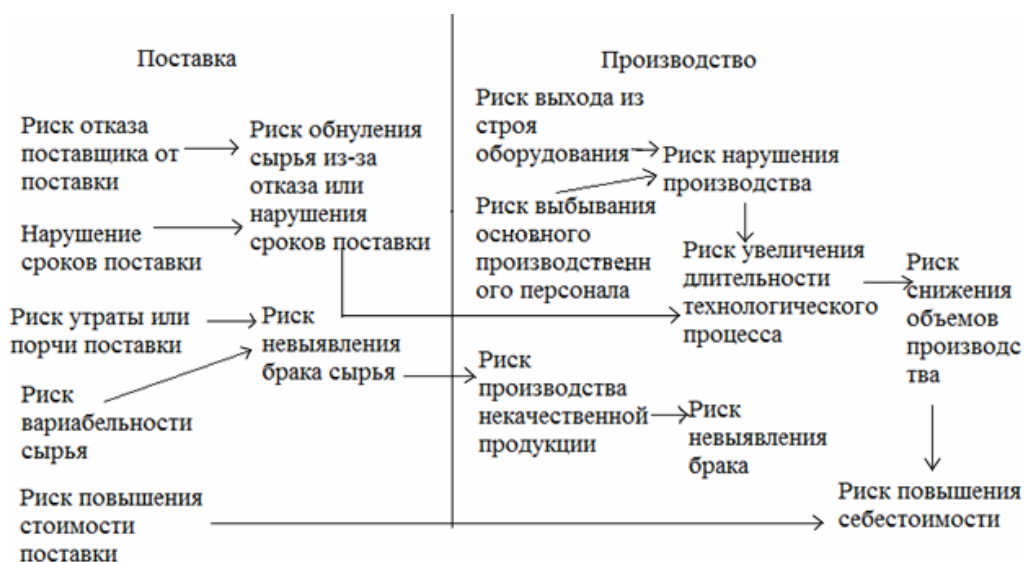 Поставка
Риск отказа
поставщика от
поставки
Риск обнуления
сырья из-за
отказа или
нарушения
сроков поставки
Нарушение
сроков поставки
Риск утраты или
порчи поставки
Риск
невыявления
брака сырья
Риск
вариабельности
сырья
Риск повышения
стоимости
поставки
Производство
Риск выхода из
строя
оборудования
Риск нарушения
производства
Риск выбывания
основного
производственн
ого персонала
Риск увеличения
длительности
технологического
процесса
Риск
снижения
объемов
производс
тва
Риск
производства
некачественной
продукции
Риск
невыявления
брака
Риск повышения
себестоимости